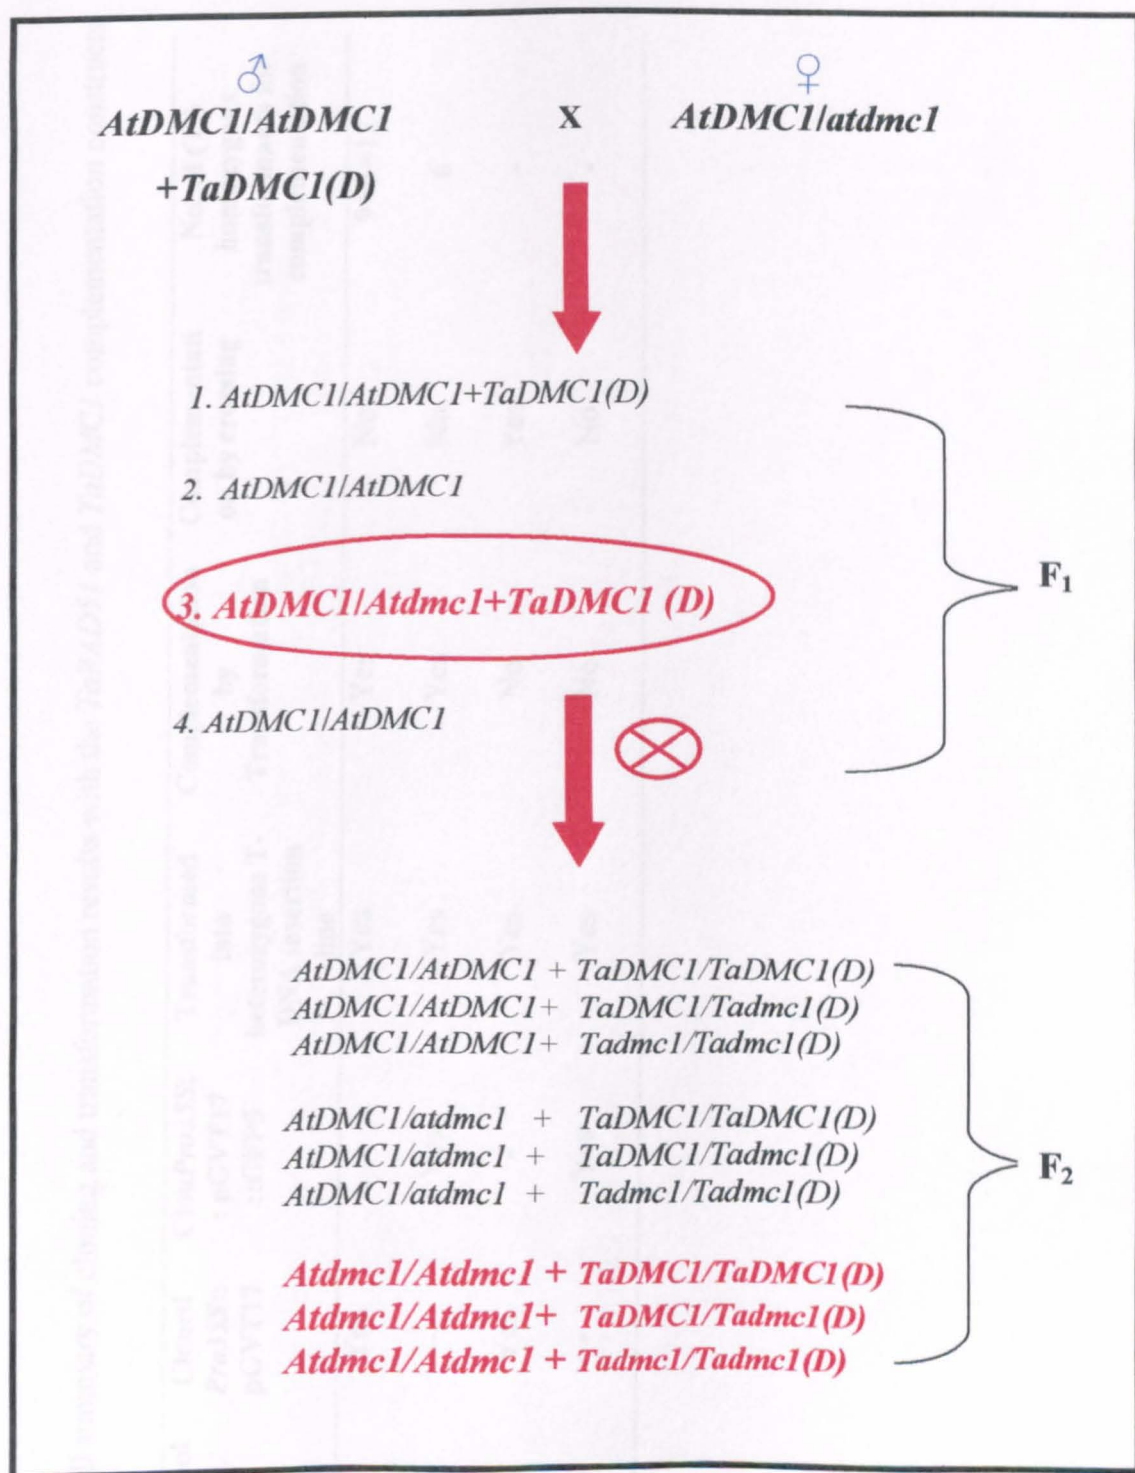 ♂ ♀
AtDMC1/AtDMC1 X AtDMC1/atdmc1
+TaDMC1(D)
1. AtDMC1/AtDMC1+TaDMC1(D)
2. AtDMC1/AtDMC1
3. AtDMC1/Atdmc1+TaDMC1 (D)
F1
4. AtDMC1/AtDMC1
AtDMC1/AtDMC1 + TaDMC1/TaDMC1(D)
AtDMC1/AtDMC1+ TaDMC1/Tadmc1(D)
AtDMC1/AtDMC1+ Tadmc1/Tadmc1(D)
AtDMC1/atdmc1 + TaDMC1/TaDMC1(D)
AtDMC1/atdmc1 + TaDMC1/Tadmc1(D)
F2
AtDMC1/atdmc1 + Tadmc1/Tadmc1(D)
Atdmc1/Atdmc1 + TaDMC1/TaDMC1(D)
Atdmc1/Atdmc1+ TaDMC1/Tadmc1(D)
Atdmc1/Atdmc1 + Tadmc1/Tadmc1(D)